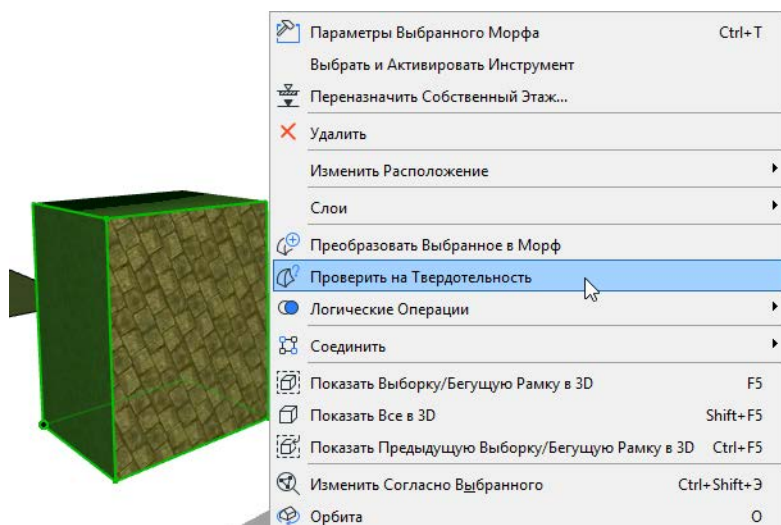 Параметры Выбранного Морфа Ctrl+T
Выбрать и Активировать Инструмент
Переназначить Собственный Этаж...
Удалить
Изменить Расположение
Слои
Преобразовать Выбранное в Морф
Проверить на Твердотельность
Логические Операции
Соединить
Показать Выборку/Бегущую Рамку в 3D F5
Показать Все в 3D Shift+F5
Показать Предыдущую Выборку/Бегущую Рамку в 3D Ctrl+F5
Изменить Согласно Выбранного Ctrl+Shift+Э
Орбита O